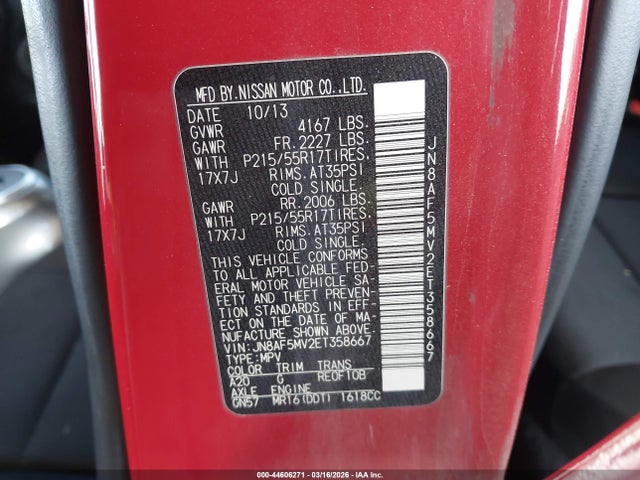 MFD BY.NISSAN MOTOR CO.,LTD.
DATE 10/13
GVWR 4167 LBS.
GAWR FR. 2227 LBS.
WITH P215/55R17TIRES.
17X7J RIMS. AT35PSI
COLD SINGLE.
GAWR RR. 2006 LBS.
WITH P215/55R17TIRES.
17X7J RIMS. AT35PSI
COLD SINGLE.
THIS VEHICLE CONFORMS
TO ALL APPLICABLE FED-
ERAL MOTOR VEHICLE SA-
FETY AND THEFT PREVEN-
TION STANDARDS IN EFF-
ECT ON THE DATE OF MA-
NUFACTURE SHOWN ABOVE.
VIN:JN8AF5MV2ET358667
TYPE:MPV
COLOR TRIM TRANS
A20 G RE0F10B
AXLE ENGINE
GN57 MR16(DDT) 1618CC
JN8AF5MV2ET358667
000-44606271 - 03/16/2026 - IAA Inc.